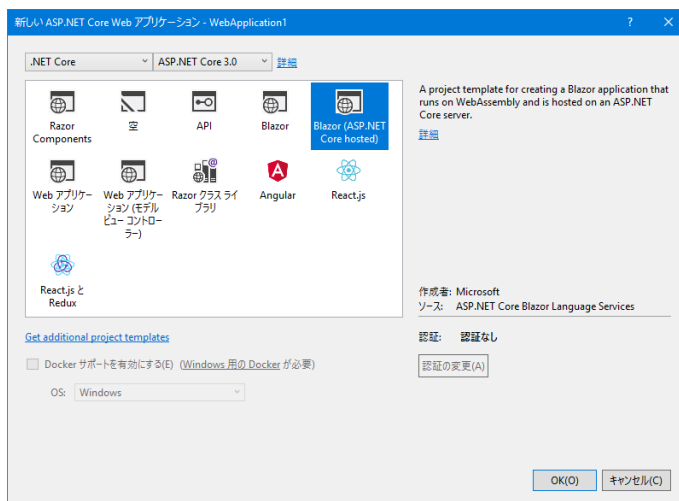 新しい ASP.NET Core Web アプリケーション - WebApplication1
.NET Core
ASP.NET Core 3.0
詳細
Razor
Components
空
API
Blazor
Blazor (ASP.NET
Core hosted)
Web アプリケー
ション
Web アプリケー
ション (モデル
ビュー コントロー
ラー)
Razor クラス ライ
ブラリ
Angular
React.js
React.js と
Redux
A project template for creating a Blazor application that
runs on WebAssembly and is hosted on an ASP.NET
Core server.
詳細
作成者: Microsoft
ソース: ASP.NET Core Blazor Language Services
Get additional project templates
認証: 認証なし
Docker サポートを有効にする(E) (Windows 用の Docker が必要)
認証の変更(A)
OS: Windows
OK(O)
キャンセル(C)